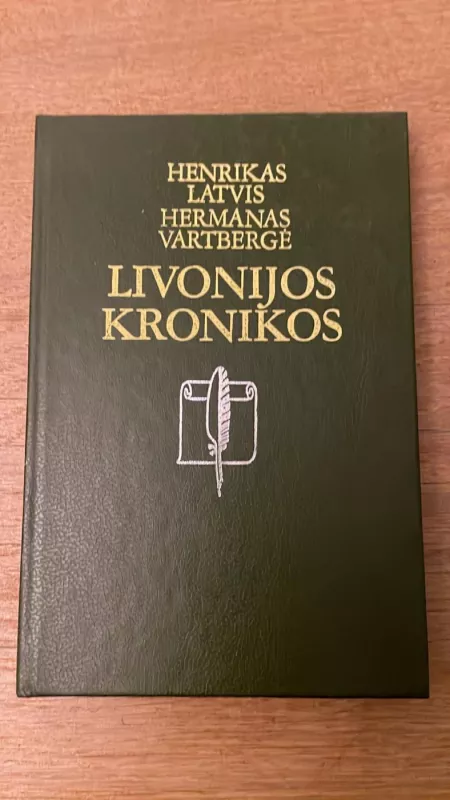 HENRIKAS
LATVIS
HERMANAS
VARTBERGĖ
LIVONIJOS
KRONIKOS